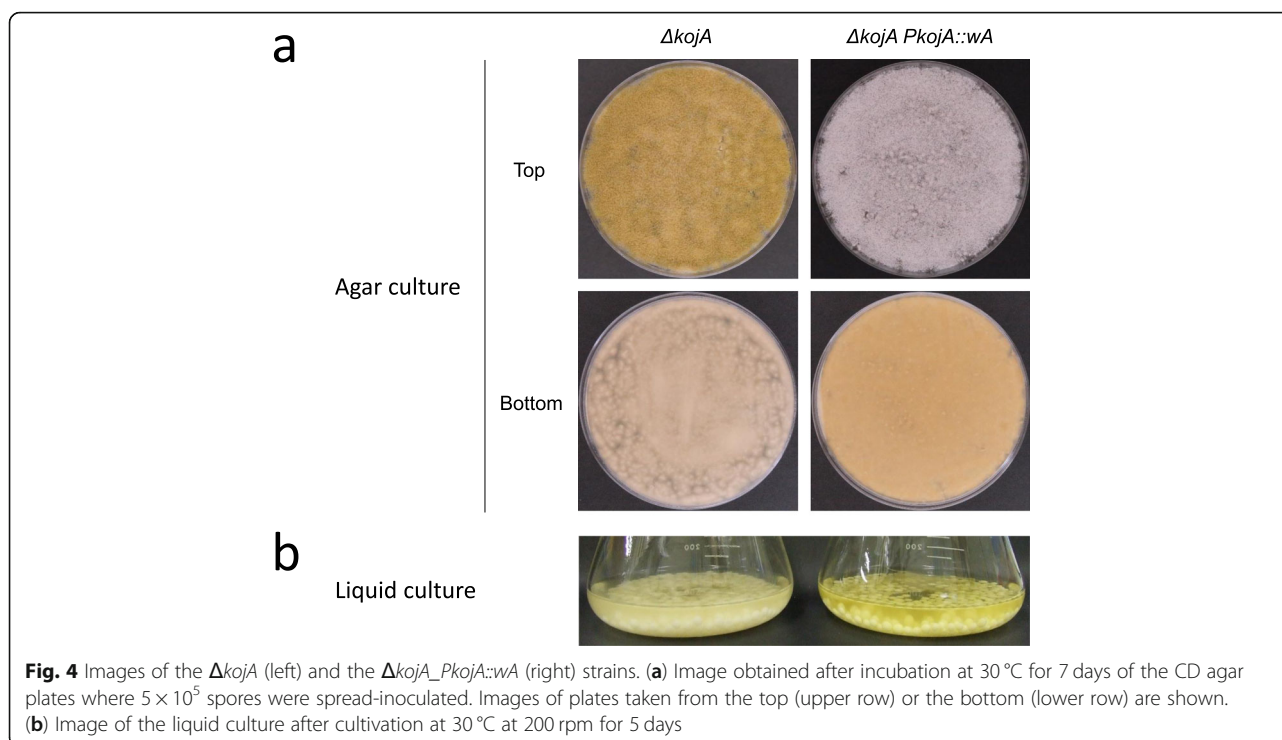 a
ΔkojA
ΔkojA PkojA::wA
Top
Agar culture
Bottom
b
200
200
Liquid culture
Fig. 4 Images of the ΔkojA (left) and the ΔkojA_PkojA::wA (right) strains. (a) Image obtained after incubation at 30 °C for 7 days of the CD agar
plates where 5 × 10⁵ spores were spread-inoculated. Images of plates taken from the top (upper row) or the bottom (lower row) are shown.
(b) Image of the liquid culture after cultivation at 30 °C at 200 rpm for 5 days